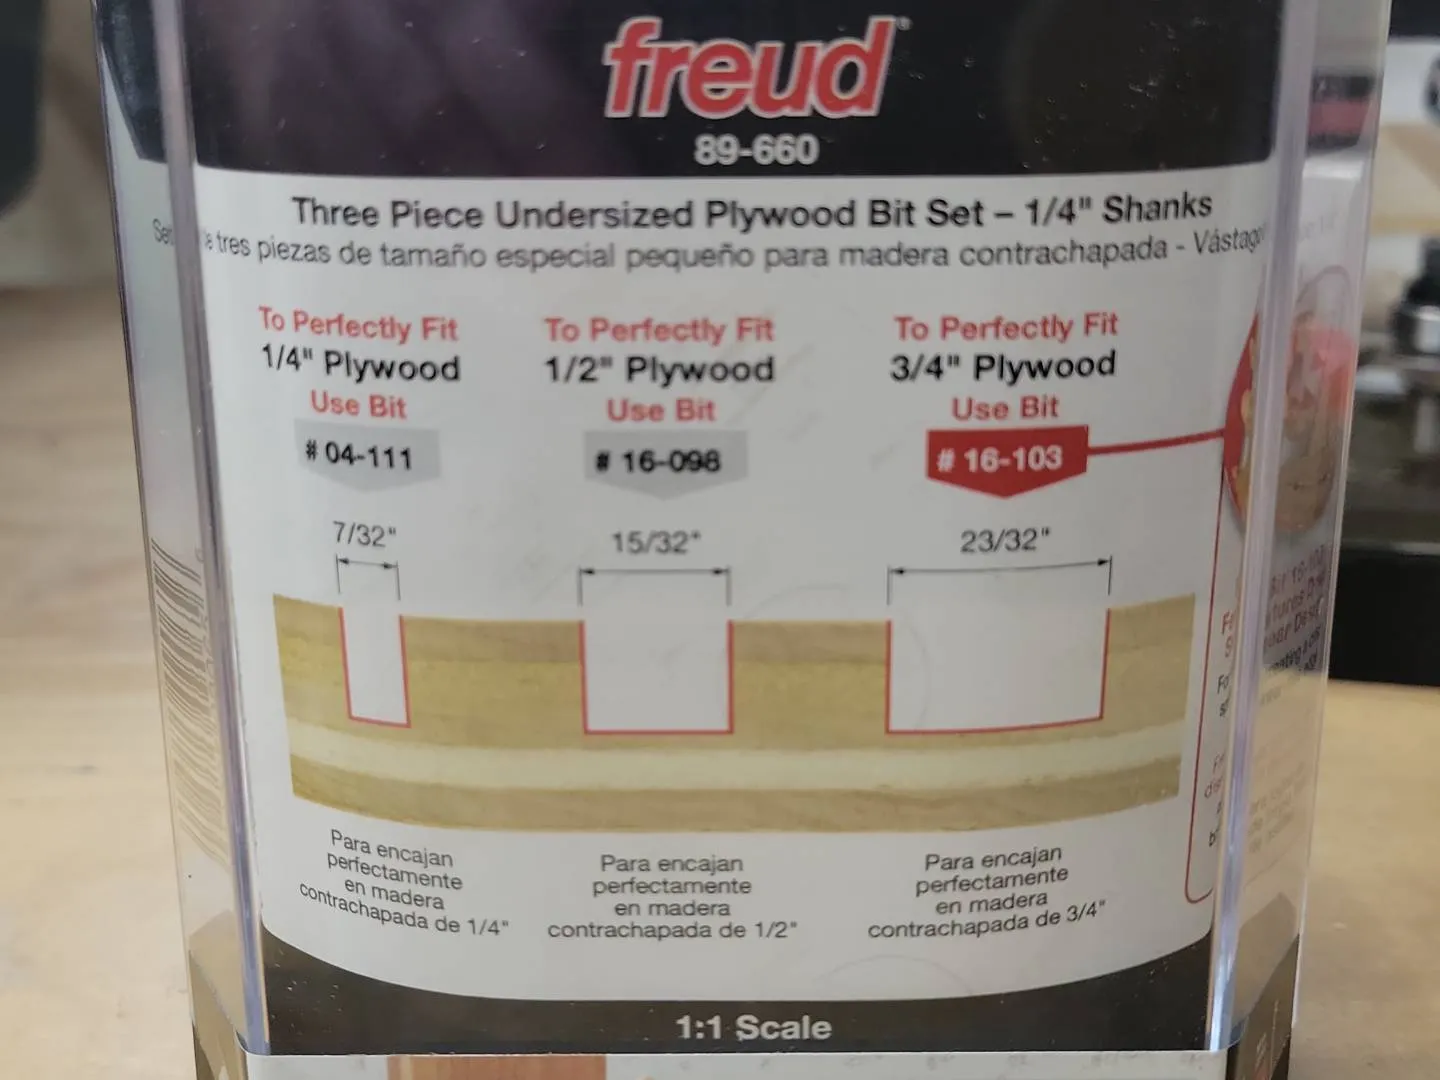 freud
89-660
Three Piece Undersized Plywood Bit Set – 1/4" Shanks
tres piezas de tamaño especial pequeño para madera contrachapada -
To Perfectly Fit
1/4" Plywood
Use Bit
# 04-111
7/32"
To Perfectly Fit
1/2" Plywood
Use Bit
# 16-098
15/32"
To Perfectly Fit
3/4" Plywood
Use Bit
# 16-103
23/32"
Para encajan
perfectamente
en madera
contrachapada de 1/4"
Para encajan
perfectamente
en madera
contrachapada de 1/2"
Para encajan
perfectamente
en madera
contrachapada de 3/4"
1:1 Scale